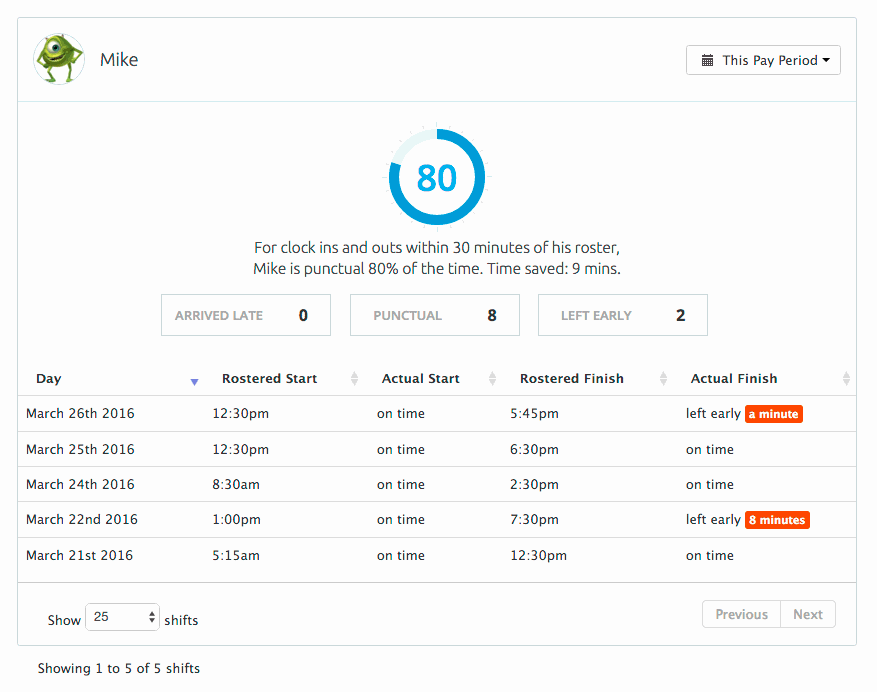 Mike
This Pay Period
80
For clock ins and outs within 30 minutes of his roster,
Mike is punctual 80% of the time. Time saved: 9 mins.
ARRIVED LATE 0 PUNCTUAL 8 LEFT EARLY 2
Day Rostered Start Actual Start Rostered Finish Actual Finish
March 26th 2016 12:30pm on time 5:45pm left early a minute
March 25th 2016 12:30pm on time 6:30pm on time
March 24th 2016 8:30am on time 2:30pm on time
March 22nd 2016 1:00pm on time 7:30pm left early 8 minutes
March 21st 2016 5:15am on time 12:30pm on time
Show 25 shifts
Previous Next
Showing 1 to 5 of 5 shifts